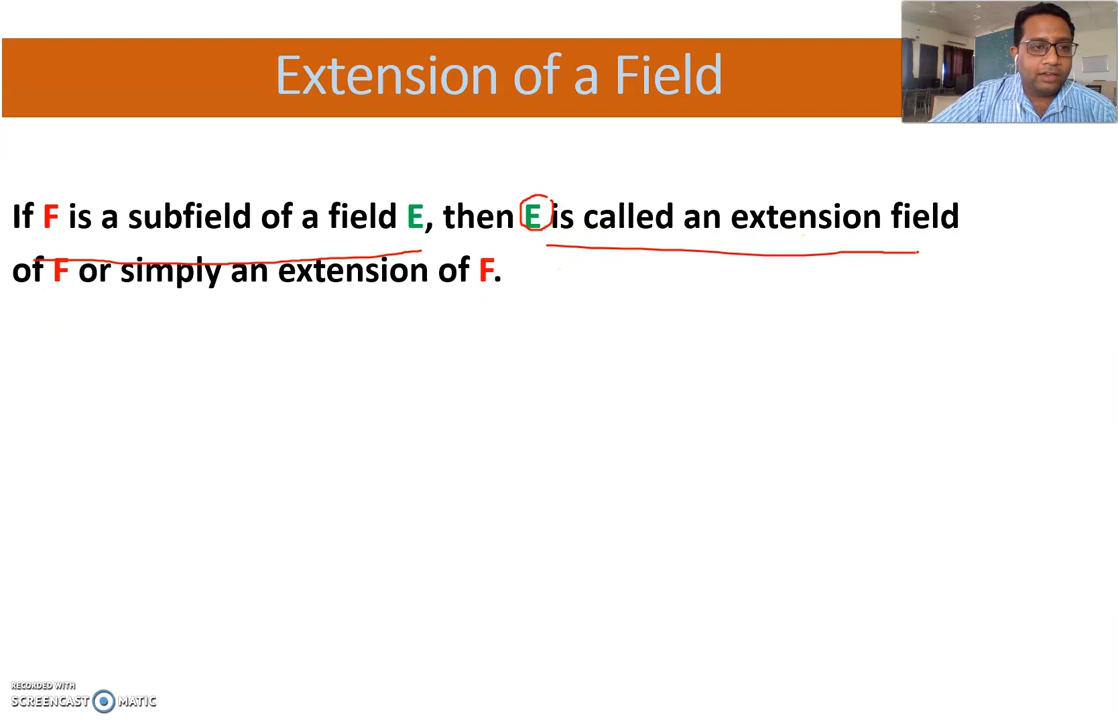 Extension of a Field
If F is a subfield of a field E, then E is called an extension field
of F or simply an extension of F.
RECORDED WITH
SCREENCAST MATIC